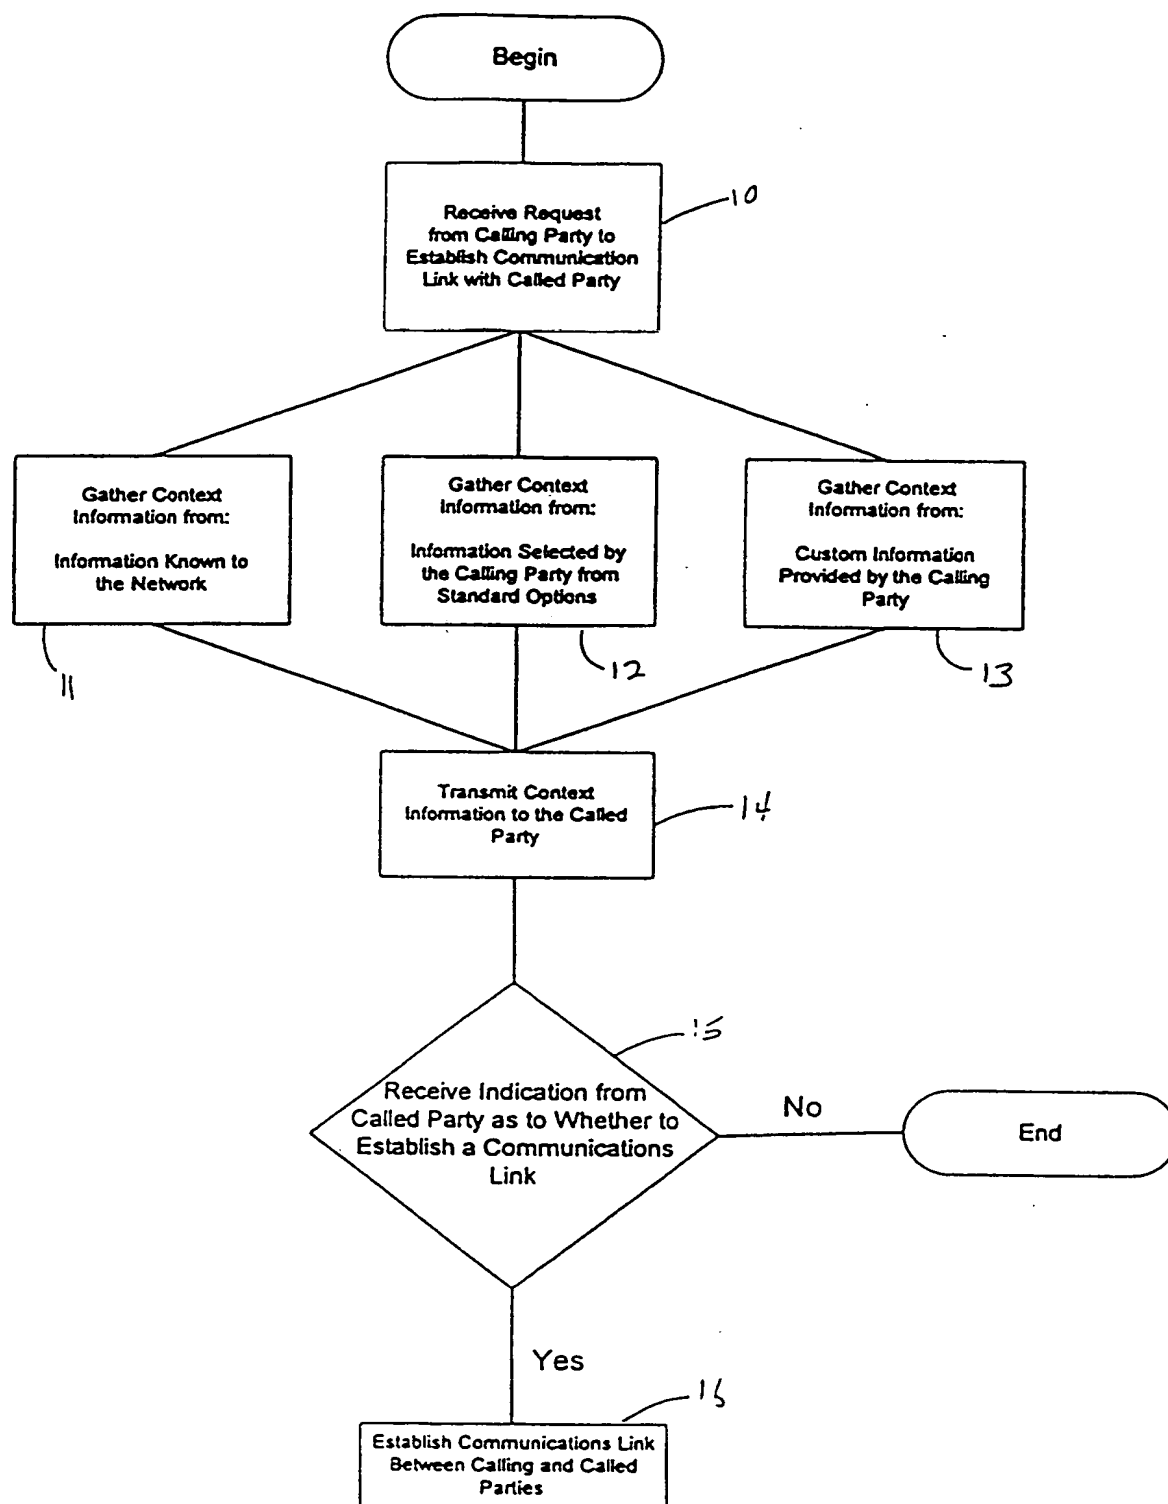 Begin
Receive Request
from Calling Party to
Establish Communication
Link with Called Party
10
Gather Context
Information from:
Information Known to
the Network
11
Gather Context
Information from:
Information Selected by
the Calling Party from
Standard Options
12
Gather Context
Information from:
Custom Information
Provided by the Calling
Party
13
Transmit Context
Information to the Called
Party
14
Receive Indication from
Called Party as to Whether to
Establish a Communications
Link
15
No
End
Yes
16
Establish Communications Link
Between Calling and Called
Parties